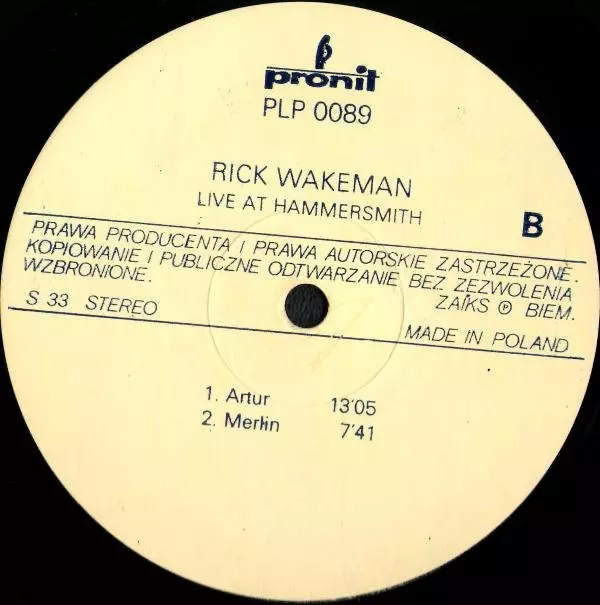 pronit
PLP 0089
RICK WAKEMAN
LIVE AT HAMMERSMITH
B
PRAWA PRODUCENTA I PRAWA AUTORSKIE ZASTRZEŻONE.
KOPIOWANIE I PUBLICZNE ODTWARZANIE BEZ ZEZWOLENIA
WZBRONIONE. ZAIKS ℗ BIEM.
S 33 STEREO
MADE IN POLAND
1. Artur 13'05
2. Merlin 7'41